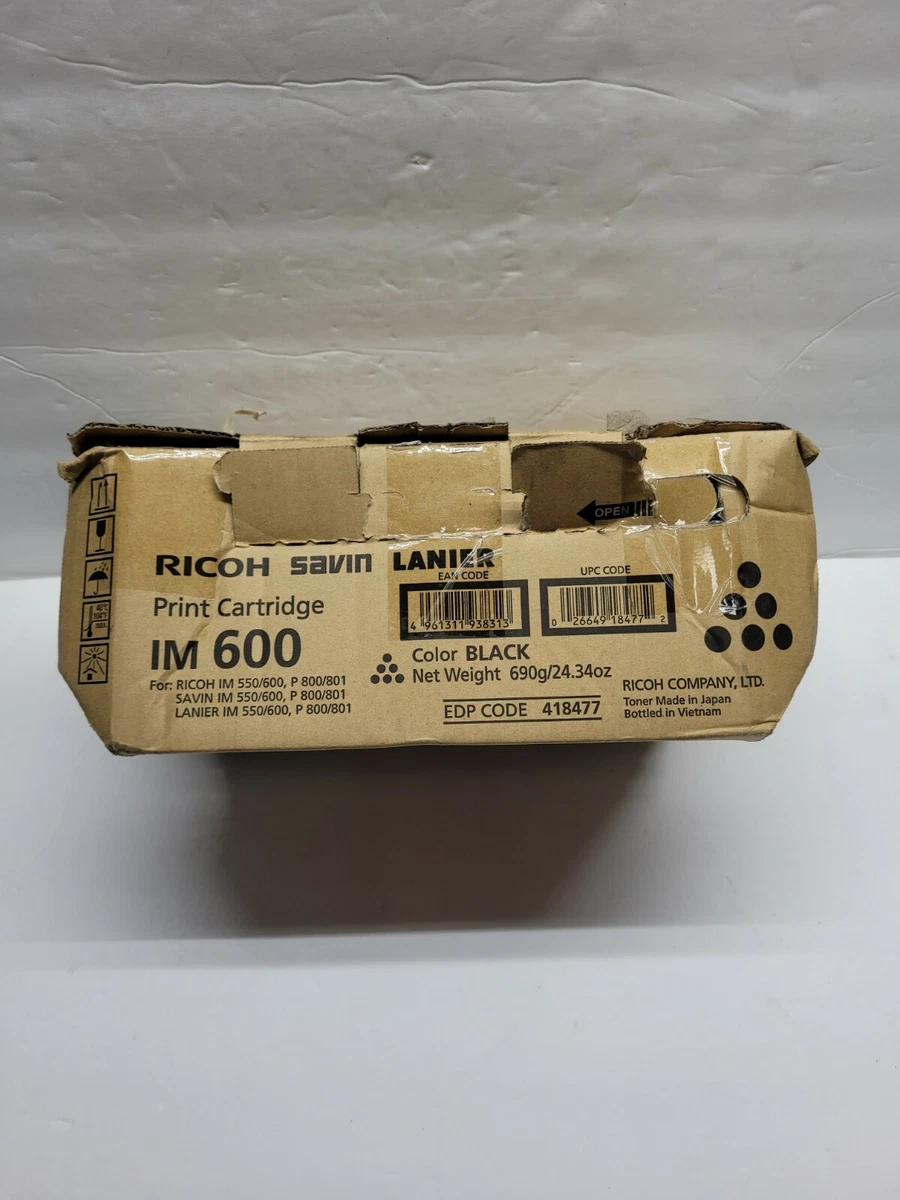 OPEN
RICOH savin LANIER
EAN CODE
UPC CODE
Print Cartridge
4 961311 938313
0 26649 18477 2
40°C
104°F
max.
IM 600
Color BLACK
Net Weight 690g/24.34oz
For: RICOH IM 550/600, P 800/801
SAVIN IM 550/600, P 800/801
LANIER IM 550/600, P 800/801
EDP CODE 418477
RICOH COMPANY, LTD.
Toner Made in Japan
Bottled in Vietnam